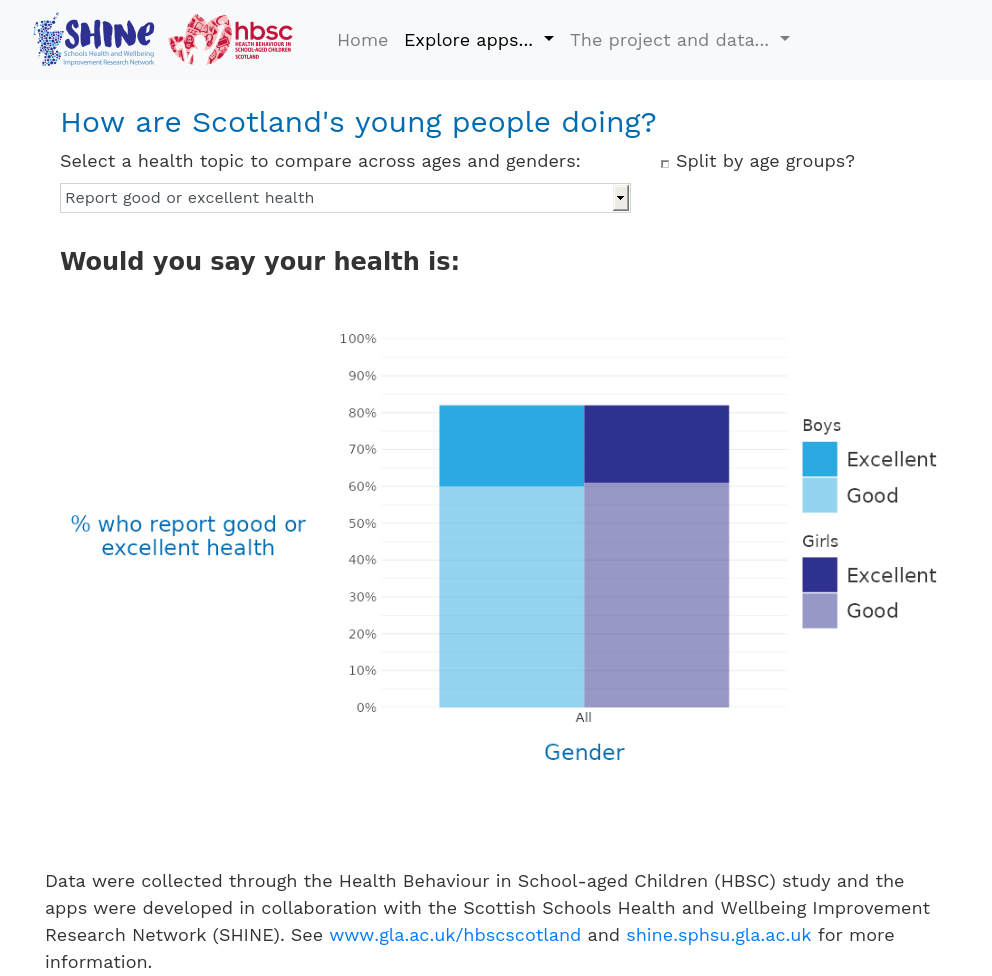 SHINE
Schools Health and Wellbeing
Improvement Research Network
hbsc
HEALTH BEHAVIOUR IN
SCHOOL-AGED CHILDREN
SCOTLAND
Home Explore apps... The project and data...
How are Scotland's young people doing?
Select a health topic to compare across ages and genders:
Split by age groups?
Report good or excellent health
Would you say your health is:
100%
90%
80%
70%
60%
50%
40%
30%
20%
10%
0%
% who report good or
excellent health
All
Gender
Boys
Excellent
Good
Girls
Excellent
Good
Data were collected through the Health Behaviour in School-aged Children (HBSC) study and the
apps were developed in collaboration with the Scottish Schools Health and Wellbeing Improvement
Research Network (SHINE). See www.gla.ac.uk/hbscscotland and shine.sphsu.gla.ac.uk for more
information.